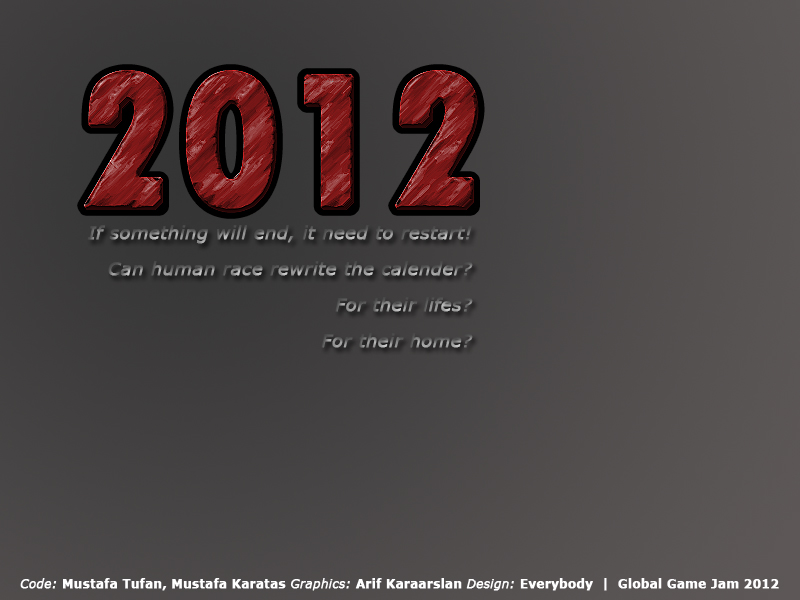 2012
If something will end, it need to restart!
Can human race rewrite the calender?
For their lifes?
For their home?
Code: Mustafa Tufan, Mustafa Karatas Graphics: Arif Karaarslan Design: Everybody | Global Game Jam 2012